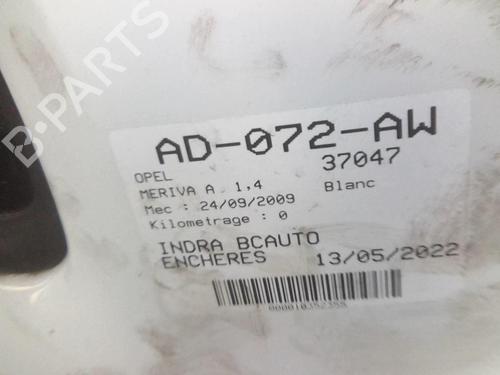 B-PARTS
AD-072-AW
OPEL 37047
MERIVA A 1,4 Blanc
Mec : 24/09/2009
Kilometrage : 0
INDRA BCAUTO
ENCHERES 13/05/2022
000010352355